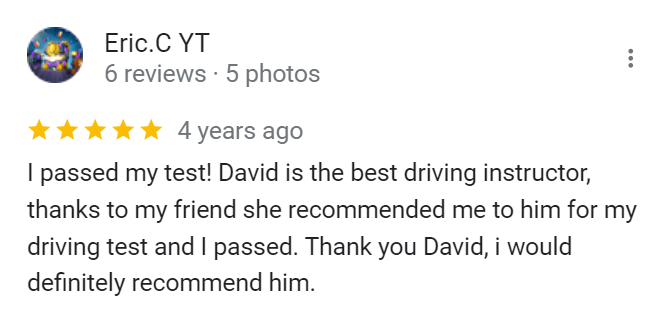 Eric.C YT
6 reviews · 5 photos
4 years ago
I passed my test! David is the best driving instructor,
thanks to my friend she recommended me to him for my
driving test and I passed. Thank you David, i would
definitely recommend him.